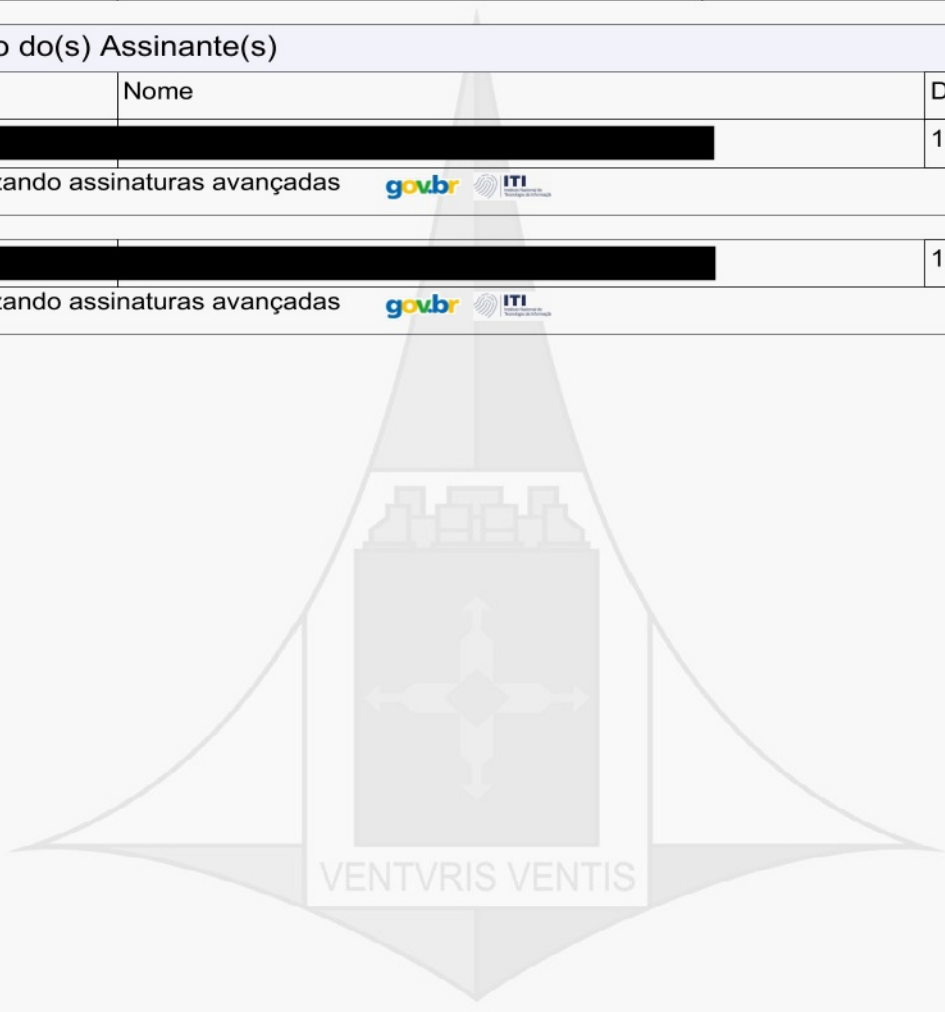 o do(s) Assinante(s)
Nome D
1
zando assinaturas avançadas gov.br ITI
1
zando assinaturas avançadas gov.br ITI
VENTVRIS VENTIS